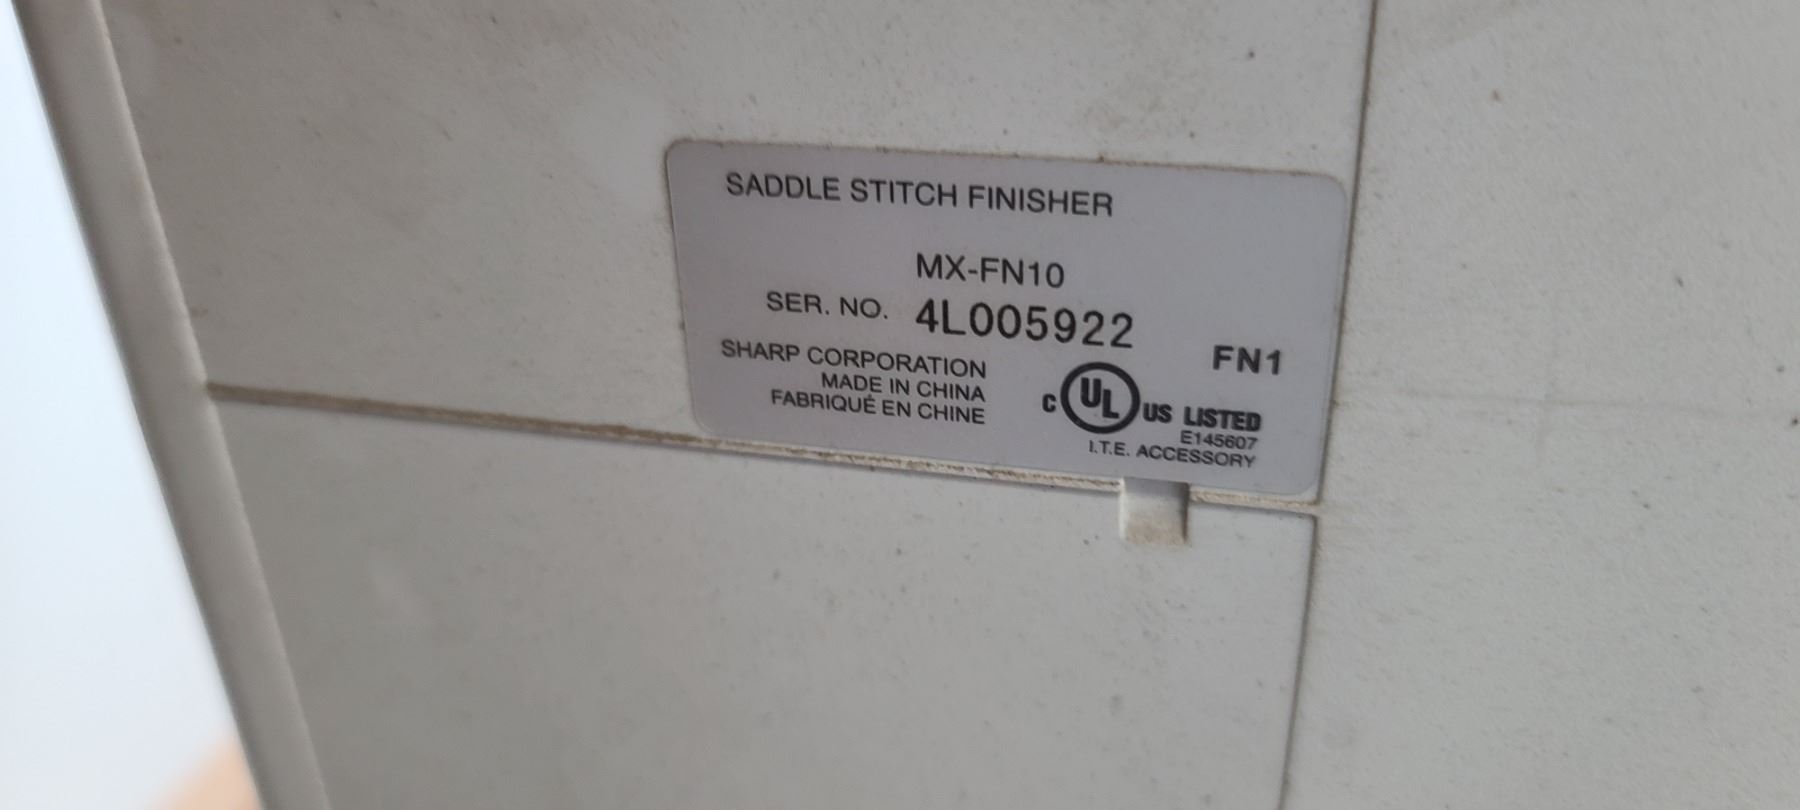 SADDLE STITCH FINISHER
MX-FN10
SER. NO. 4L005922
FN1
SHARP CORPORATION
MADE IN CHINA
FABRIQUÉ EN CHINE
C UL US LISTED
E145607
I.T.E. ACCESSORY